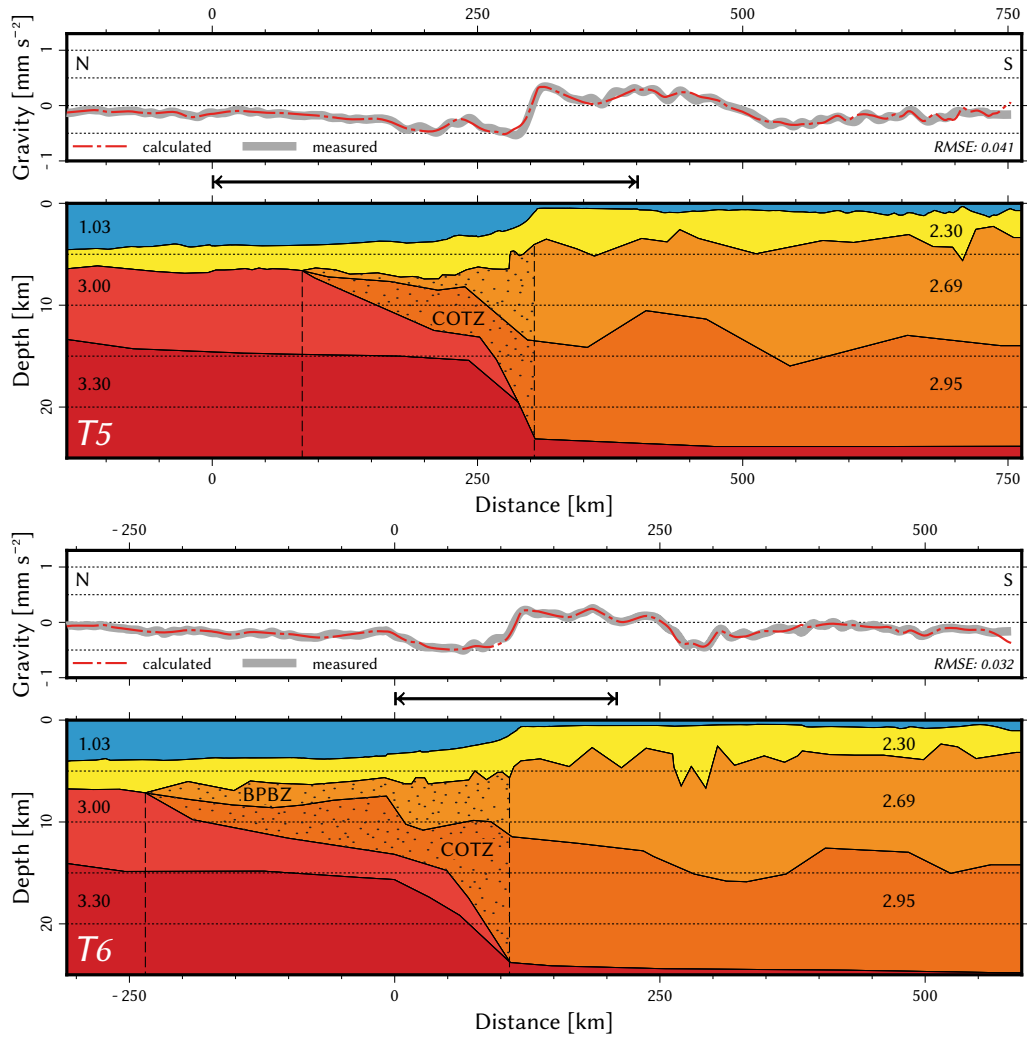 0 250 500 750
Gravity [mm s⁻²]
1
0
-1
N
S
calculated measured
RMSE: 0.041
Depth [km]
0
10
20
1.03
2.30
3.00
2.69
COTZ
3.30
2.95
T5
0 250 500 750
Distance [km]
-250 0 250 500
Gravity [mm s⁻²]
1
0
-1
N
S
calculated measured
RMSE: 0.032
Depth [km]
0
10
20
1.03
2.30
BPBZ
3.00
2.69
COTZ
3.30
2.95
T6
-250 0 250 500
Distance [km]